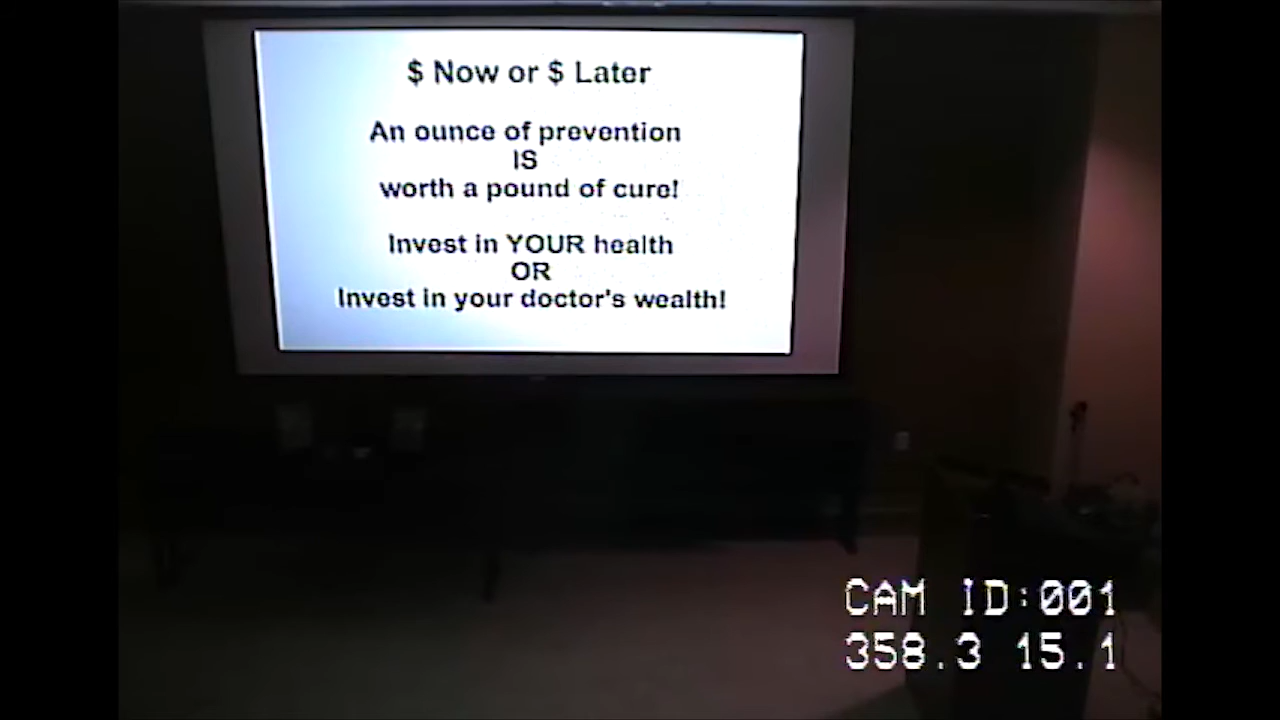 $ Now or $ Later
An ounce of prevention
IS
worth a pound of cure!
Invest in YOUR health
OR
Invest in your doctor's wealth!
CAM ID:001
358.3 15.1